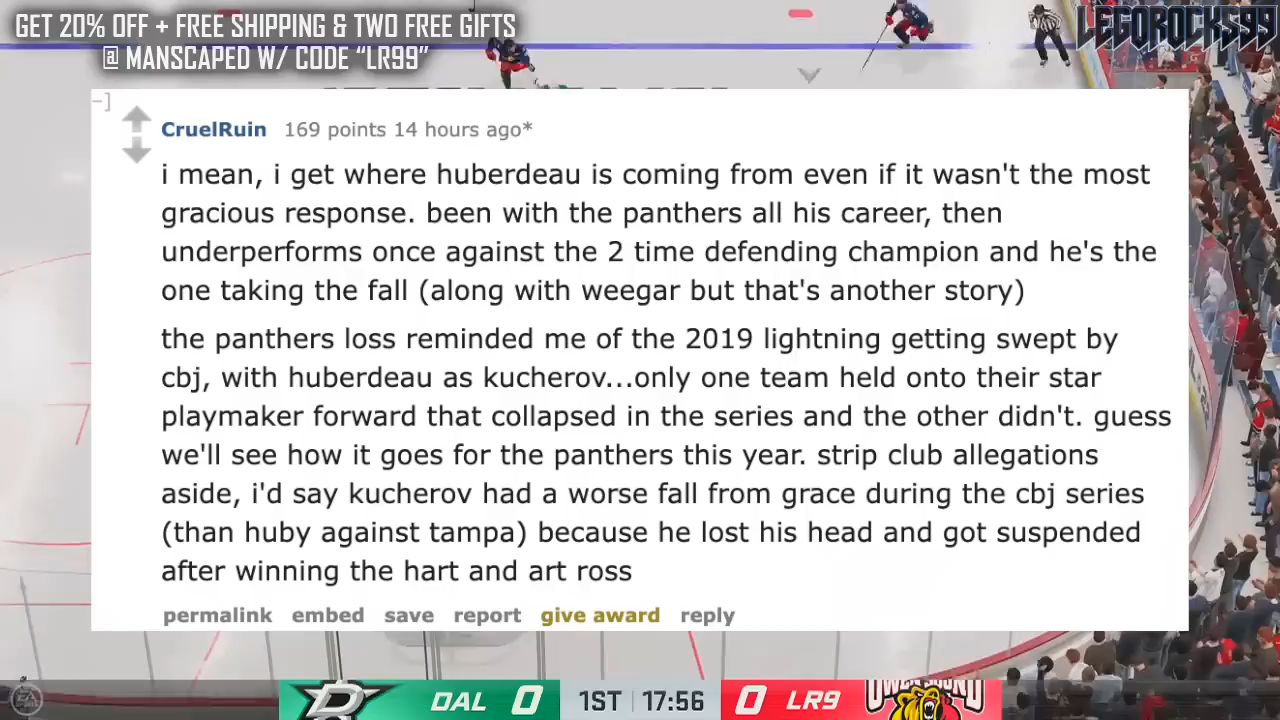 GET 20% OFF + FREE SHIPPING & TWO FREE GIFTS
@ MANSCAPED W/ CODE “LR99”
LEGOROCKS99
[–]
CruelRuin 169 points 14 hours ago*
i mean, i get where huberdeau is coming from even if it wasn't the most
gracious response. been with the panthers all his career, then
underperforms once against the 2 time defending champion and he's the
one taking the fall (along with weegar but that's another story)
the panthers loss reminded me of the 2019 lightning getting swept by
cbj, with huberdeau as kucherov...only one team held onto their star
playmaker forward that collapsed in the series and the other didn't. guess
we'll see how it goes for the panthers this year. strip club allegations
aside, i'd say kucherov had a worse fall from grace during the cbj series
(than huby against tampa) because he lost his head and got suspended
after winning the hart and art ross
permalink embed save report give award reply
DAL 0 1ST 17:56 0 LR9 OWEN SOUND